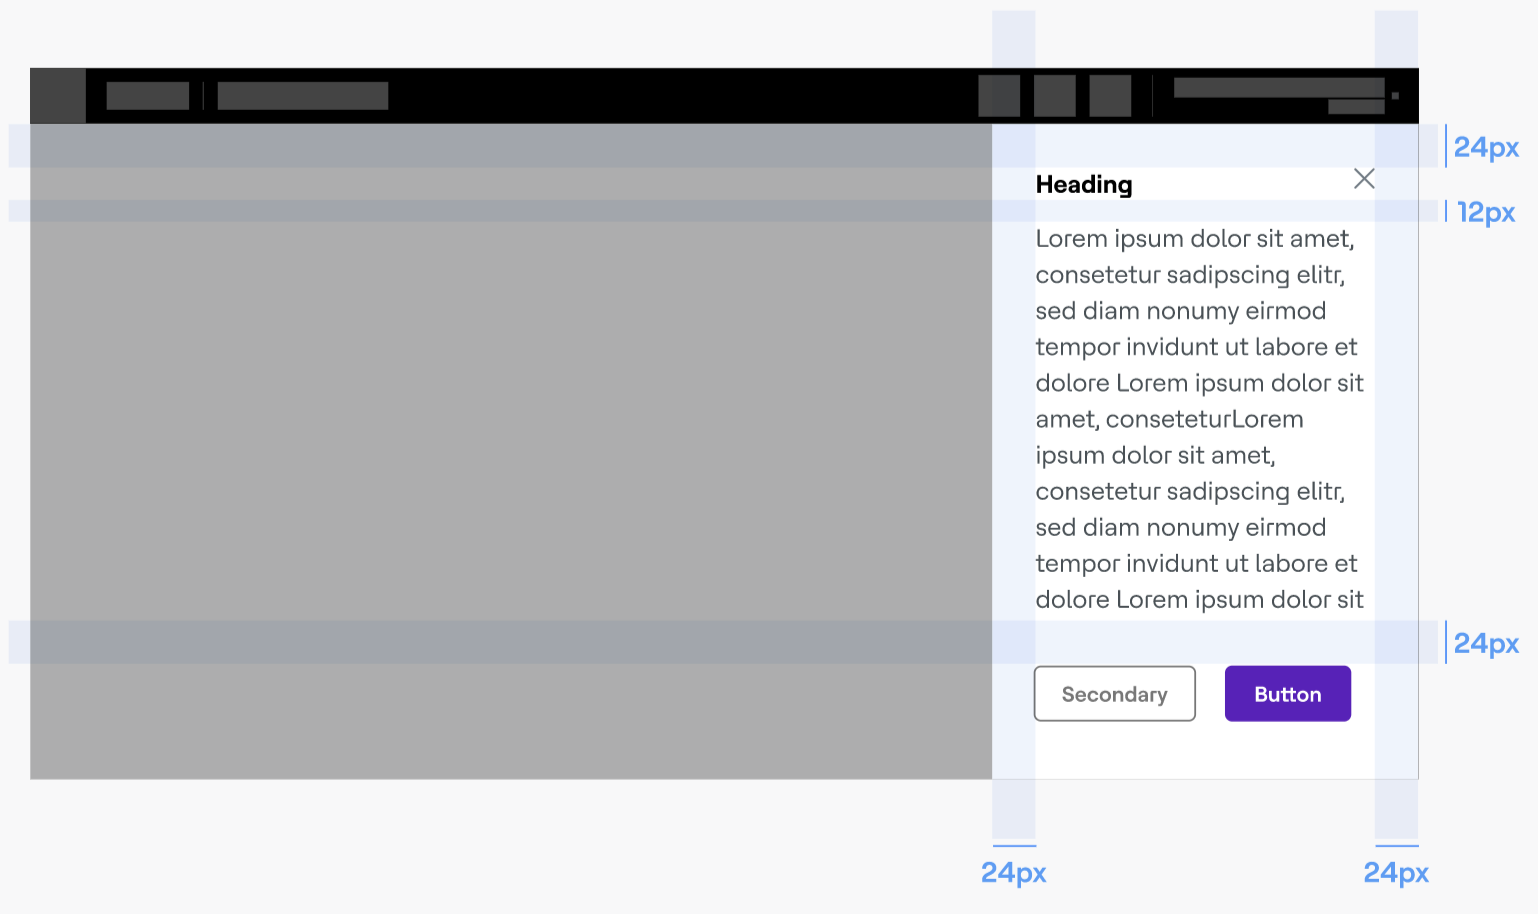 24px
Heading
12px
Lorem ipsum dolor sit amet,
consetetur sadipscing elitr,
sed diam nonumy eirmod
tempor invidunt ut labore et
dolore Lorem ipsum dolor sit
amet, conseteturLorem
ipsum dolor sit amet,
consetetur sadipscing elitr,
sed diam nonumy eirmod
tempor invidunt ut labore et
dolore Lorem ipsum dolor sit
24px
Secondary
Button
24px
24px